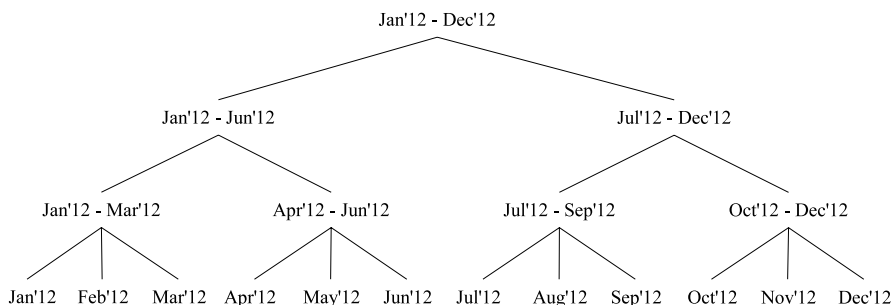 Jan'12 - Dec'12
Jan'12 - Jun'12 Jul'12 - Dec'12
Jan'12 - Mar'12 Apr'12 - Jun'12 Jul'12 - Sep'12 Oct'12 - Dec'12
Jan'12 Feb'12 Mar'12 Apr'12 May'12 Jun'12 Jul'12 Aug'12 Sep'12 Oct'12 Nov'12 Dec'12